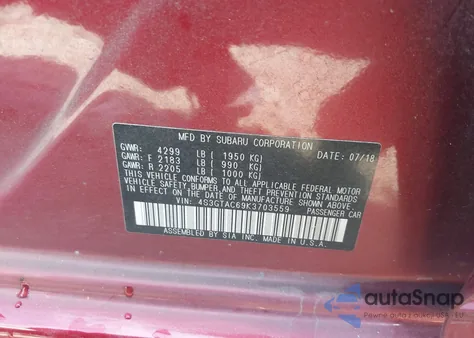 MFD BY SUBARU CORPORATION
GVWR: 4299 LB ( 1950 KG) DATE: 07/18
GAWR: F 2183 LB ( 990 KG)
GAWR: R 2205 LB ( 1000 KG)
THIS VEHICLE CONFORMS TO ALL APPLICABLE FEDERAL MOTOR
VEHICLE SAFETY, BUMPER, AND THEFT PREVENTION STANDARDS
IN EFFECT ON THE DATE OF MANUFACTURE SHOWN ABOVE.
VIN: 4S3GTAC69K3703559 PASSENGER CAR
MANUFACTURED BY SIA INC. MADE IN U.S.A.
autoSnap